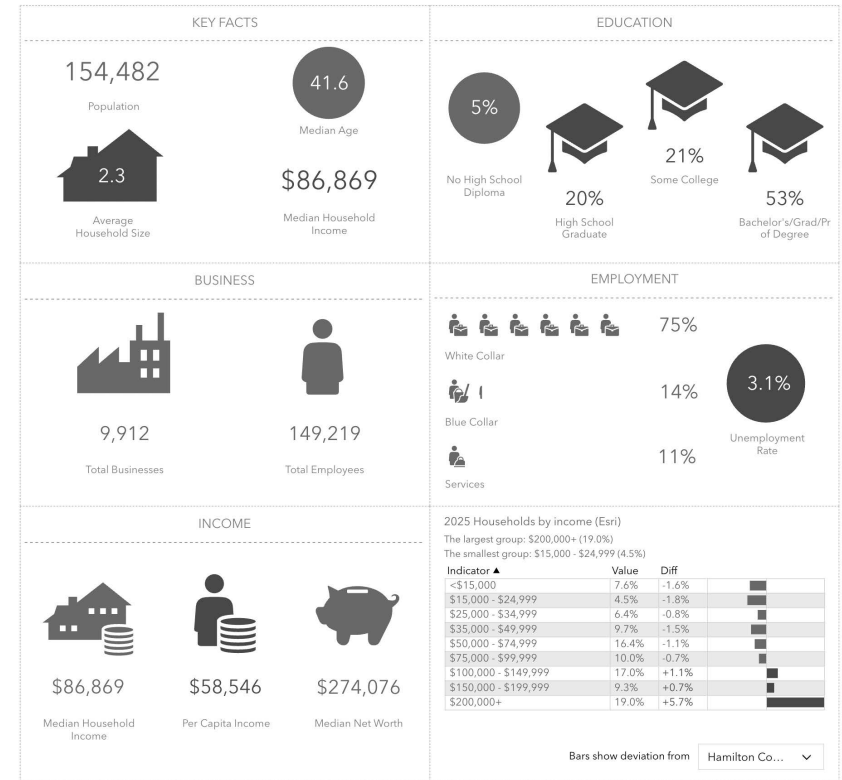 KEY FACTS
154,482
Population
41.6
Median Age
2.3
Average
Household Size
$86,869
Median Household
Income
EDUCATION
5%
No High School
Diploma
20%
High School
Graduate
21%
Some College
53%
Bachelor's/Grad/Pr
of Degree
BUSINESS
9,912
Total Businesses
149,219
Total Employees
EMPLOYMENT
75%
White Collar
14%
Blue Collar
11%
Services
3.1%
Unemployment
Rate
INCOME
$86,869
Median Household
Income
$58,546
Per Capita Income
$274,076
Median Net Worth
2025 Households by income (Esri)
The largest group: $200,000+ (19.0%)
The smallest group: $15,000 - $24,999 (4.5%)
Indicator ▲ Value Diff
<$15,000 7.6% -1.6%
$15,000 - $24,999 4.5% -1.8%
$25,000 - $34,999 6.4% -0.8%
$35,000 - $49,999 9.7% -1.5%
$50,000 - $74,999 16.4% -1.1%
$75,000 - $99,999 10.0% -0.7%
$100,000 - $149,999 17.0% +1.1%
$150,000 - $199,999 9.3% +0.7%
$200,000+ 19.0% +5.7%
Bars show deviation from Hamilton Co...